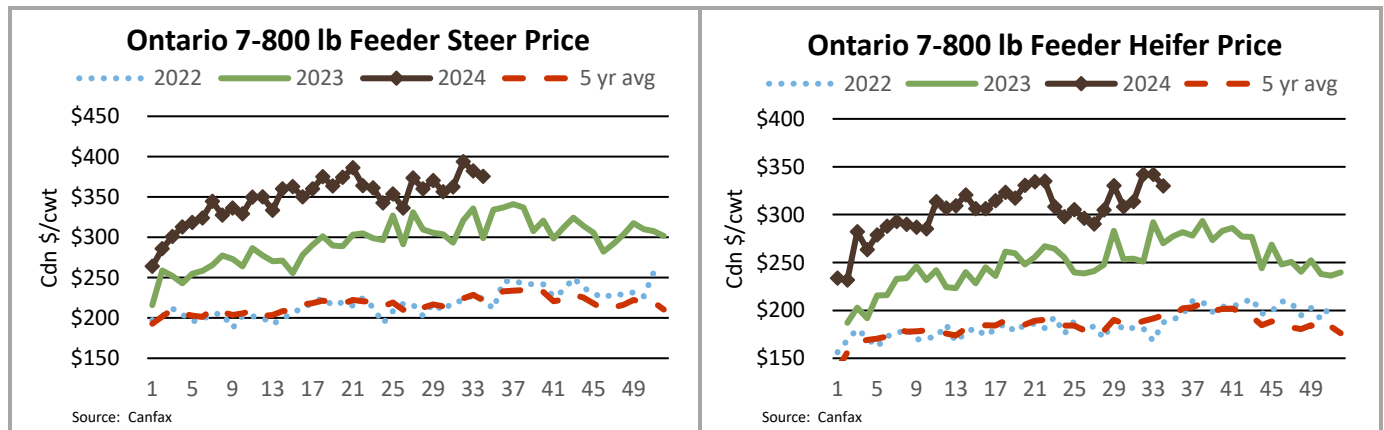 Ontario 7-800 lb Feeder Steer Price
2022 2023 2024 5 yr avg
$450
$400
$350
$300
$250
$200
$150
Cdn $/cwt
1 5 9 13 17 21 25 29 33 37 41 45 49
Source: Canfax
Ontario 7-800 lb Feeder Heifer Price
2022 2023 2024 5 yr avg
$400
$350
$300
$250
$200
$150
Cdn $/cwt
1 5 9 13 17 21 25 29 33 37 41 45 49
Source: Canfax